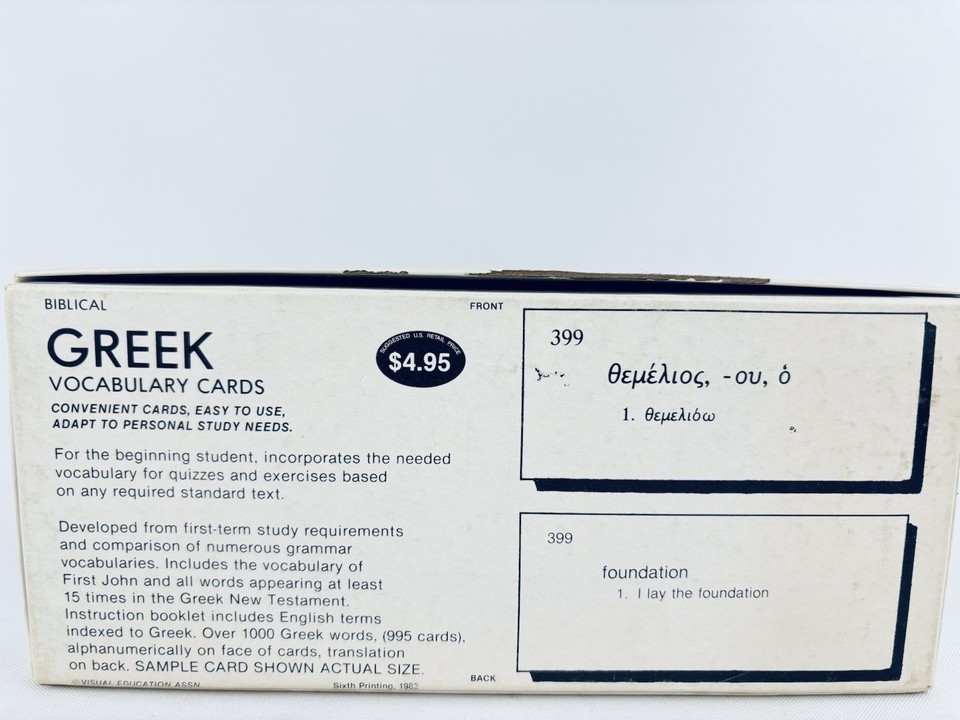 BIBLICAL
GREEK
VOCABULARY CARDS
CONVENIENT CARDS, EASY TO USE,
ADAPT TO PERSONAL STUDY NEEDS.
SUGGESTED U.S. RETAIL PRICE
$4.95
For the beginning student, incorporates the needed
vocabulary for quizzes and exercises based
on any required standard text.
Developed from first-term study requirements
and comparison of numerous grammar
vocabularies. Includes the vocabulary of
First John and all words appearing at least
15 times in the Greek New Testament.
Instruction booklet includes English terms
indexed to Greek. Over 1000 Greek words, (995 cards),
alphanumerically on face of cards, translation
on back. SAMPLE CARD SHOWN ACTUAL SIZE.
© VISUAL EDUCATION ASSN
Sixth Printing, 1982
FRONT
399
θεμέλιος, -ου, ὁ
1. θεμελιόω
399
foundation
1. I lay the foundation
BACK